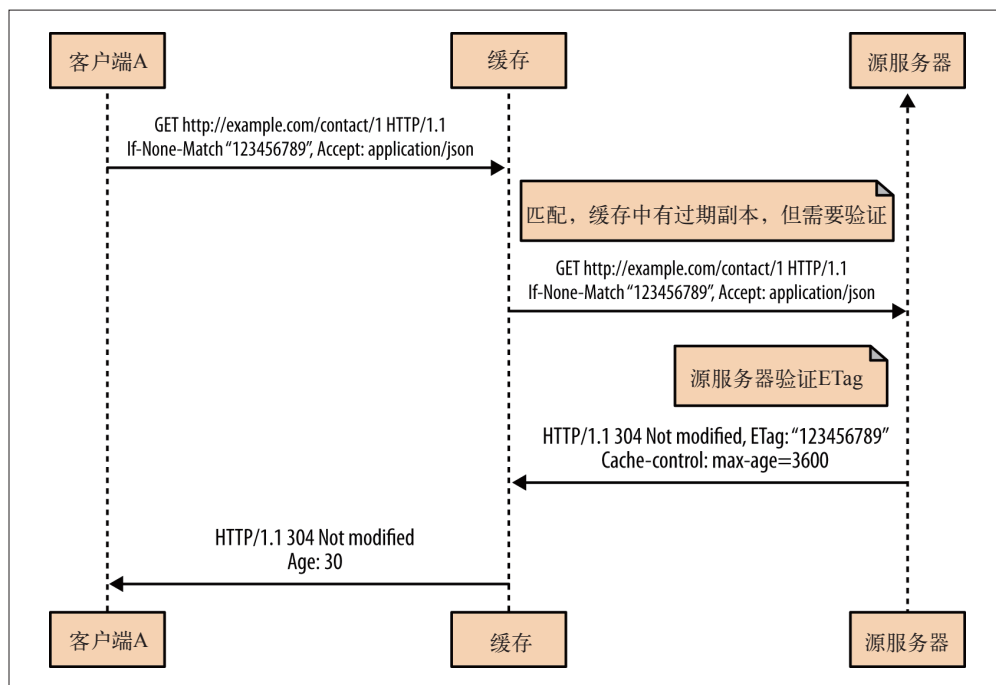 客户端A
缓存
源服务器
GET http://example.com/contact/1 HTTP/1.1
If-None-Match “123456789”, Accept: application/json
匹配，缓存中有过期副本，但需要验证
GET http://example.com/contact/1 HTTP/1.1
If-None-Match “123456789”, Accept: application/json
源服务器验证ETag
HTTP/1.1 304 Not modified, ETag: “123456789”
Cache-control: max-age=3600
HTTP/1.1 304 Not modified
Age: 30
客户端A
缓存
源服务器